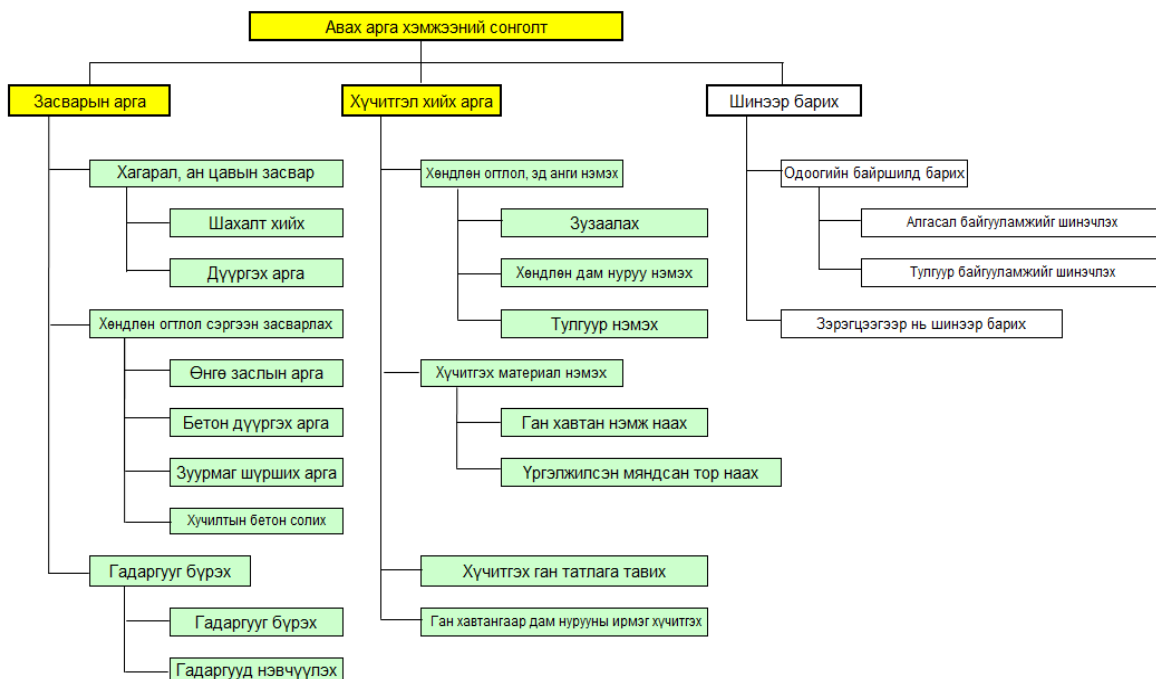 Авах арга хэмжээний сонголт
Засварын арга
Хагарал, ан цавын засвар
Шахалт хийх
Дүүргэх арга
Хөндлөн огтлол сэргээн засварлах
Өнгө заслын арга
Бетон дүүргэх арга
Зуурмаг шүрших арга
Хучилтын бетон солих
Гадаргууг бүрэх
Гадаргууг бүрэх
Гадаргууд нэвчүүлэх
Хүчитгэл хийх арга
Хөндлөн огтлол, эд анги нэмэх
Зузаалах
Хөндлөн дам нуруу нэмэх
Тулгуур нэмэх
Хүчитгэх материал нэмэх
Ган хавтан нэмж наах
Үргэлжилсэн мяндсан тор наах
Хүчитгэх ган татлага тавих
Ган хавтангаар дам нурууны ирмэг хүчитгэх
Шинээр барих
Одоогийн байршилд барих
Алгасал байгууламжийг шинэчлэх
Тулгуур байгууламжийг шинэчлэх
Зэрэгцээгээр нь шинээр барих